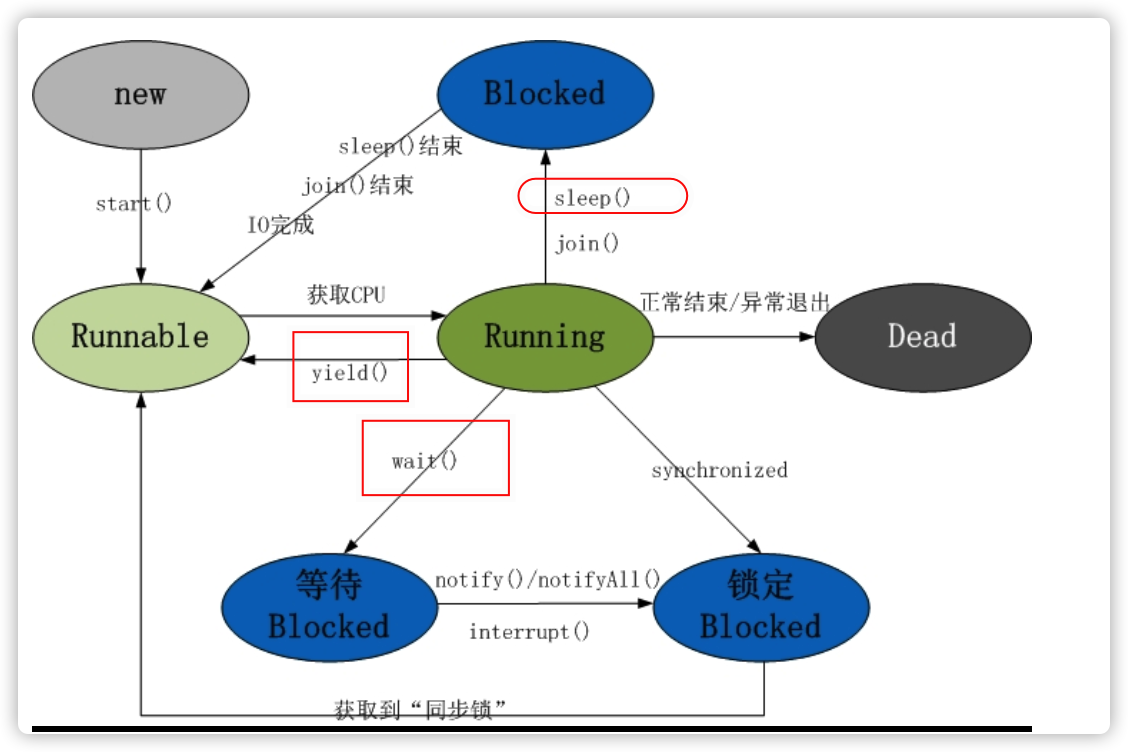 new
Blocked
sleep()结束
join()结束
IO完成
start()
sleep()
join()
获取CPU
正常结束/异常退出
Runnable
Running
Dead
yield()
wait()
synchronized
等待
Blocked
notify()/notifyAll()
interrupt()
锁定
Blocked
获取到“同步锁”